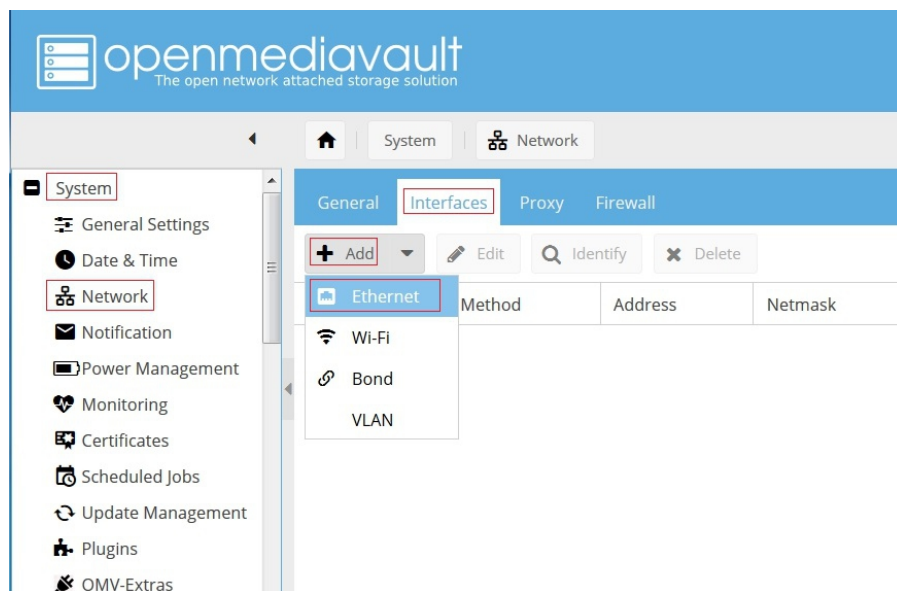 openmediavault
The open network attached storage solution
System
Network
System
General Settings
Date & Time
Network
Notification
Power Management
Monitoring
Certificates
Scheduled Jobs
Update Management
Plugins
OMV-Extras
General Interfaces Proxy Firewall
Add Edit Identify Delete
Method Address Netmask
Ethernet
Wi-Fi
Bond
VLAN